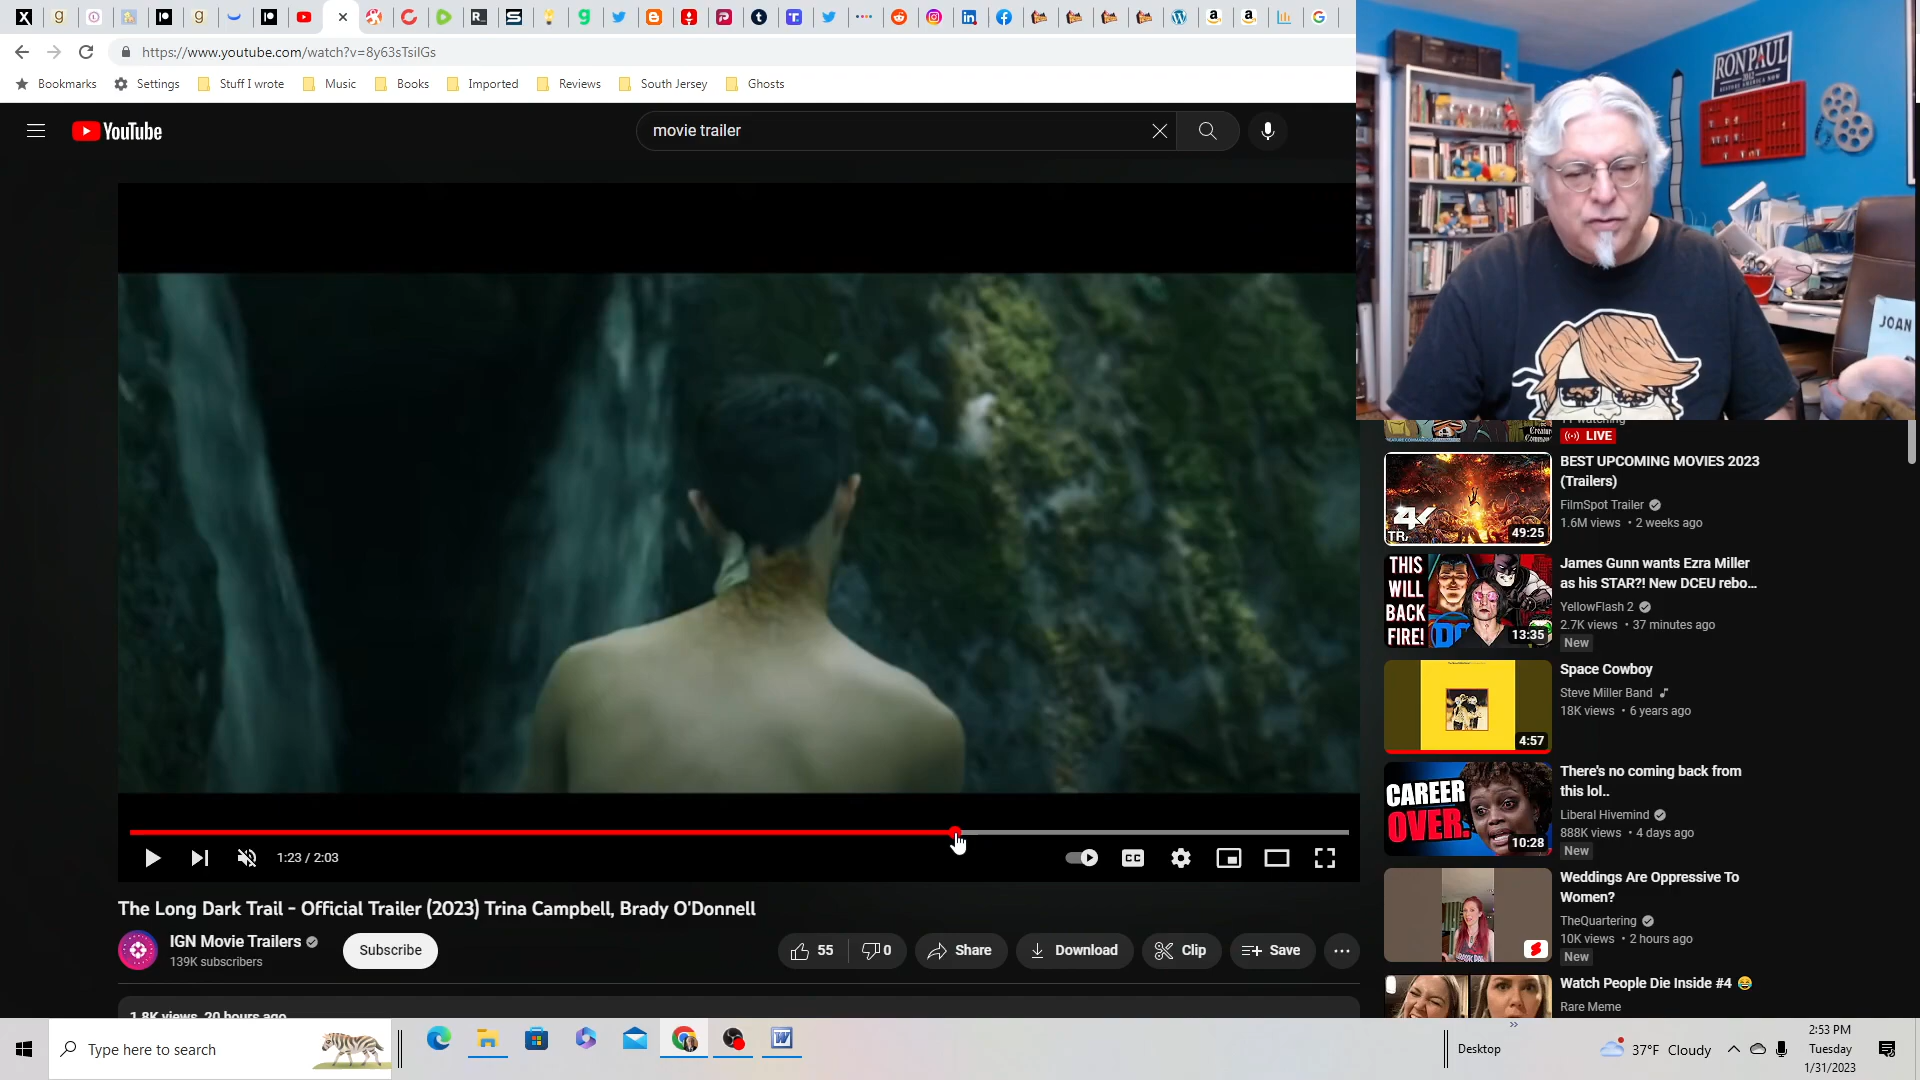 https://www.youtube.com/watch?v=8y63sTsilGs
Bookmarks Settings Stuff I wrote Music Books Imported Reviews South Jersey Ghosts
YouTube
movie trailer
RON PAUL
2012
JOAN
LIVE
BEST UPCOMING MOVIES 2023
(Trailers)
FilmSpot Trailer
1.6M views • 2 weeks ago
49:25
THIS
WILL
BACK
FIRE!
13:35
James Gunn wants Ezra Miller
as his STAR?! New DCEU rebo...
YellowFlash 2
2.7K views • 37 minutes ago
New
Space Cowboy
Steve Miller Band
18K views • 6 years ago
4:57
CAREER
OVER.
10:28
There's no coming back from
this lol..
Liberal Hivemind
888K views • 4 days ago
New
Weddings Are Oppressive To
Women?
TheQuartering
10K views • 2 hours ago
New
Watch People Die Inside #4 😂
Rare Meme
1:23 / 2:03
CC
The Long Dark Trail - Official Trailer (2023) Trina Campbell, Brady O'Donnell
IGN Movie Trailers
139K subscribers
Subscribe
55 0 Share Download Clip Save
1.8K views 20 hours ago
Type here to search
Desktop
37°F Cloudy
2:53 PM
Tuesday
1/31/2023